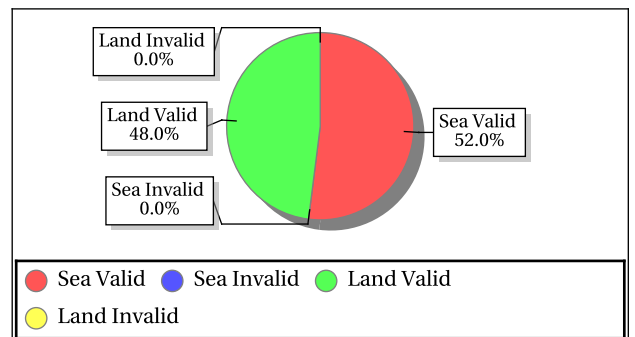 Land Invalid
0.0%
Land Valid
48.0%
Sea Valid
52.0%
Sea Invalid
0.0%
Sea Valid Sea Invalid Land Valid
Land Invalid